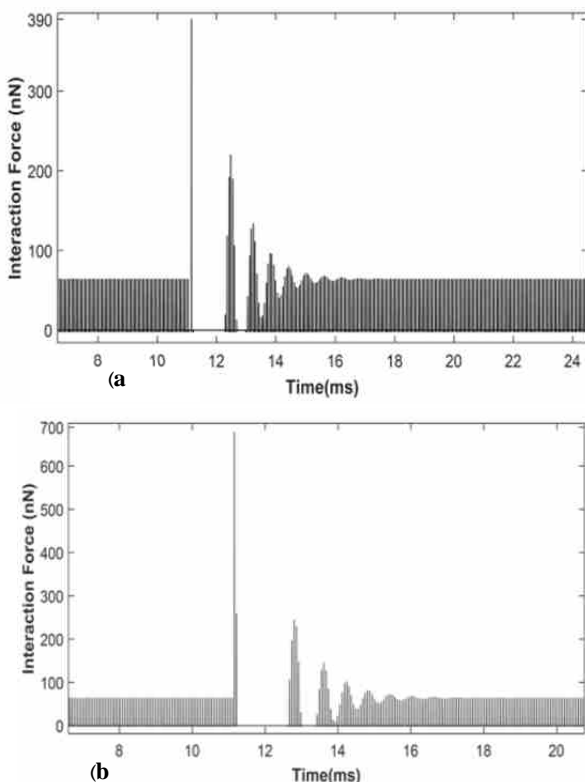 390
300
200
100
0
Interaction Force (nN)
8 10 12 14 16 18 20 22 24
(a
Time(ms)
700
600
500
400
300
200
100
0
Interaction Force (nN)
8 10 12 14 16 18 20
(b
Time(ms)